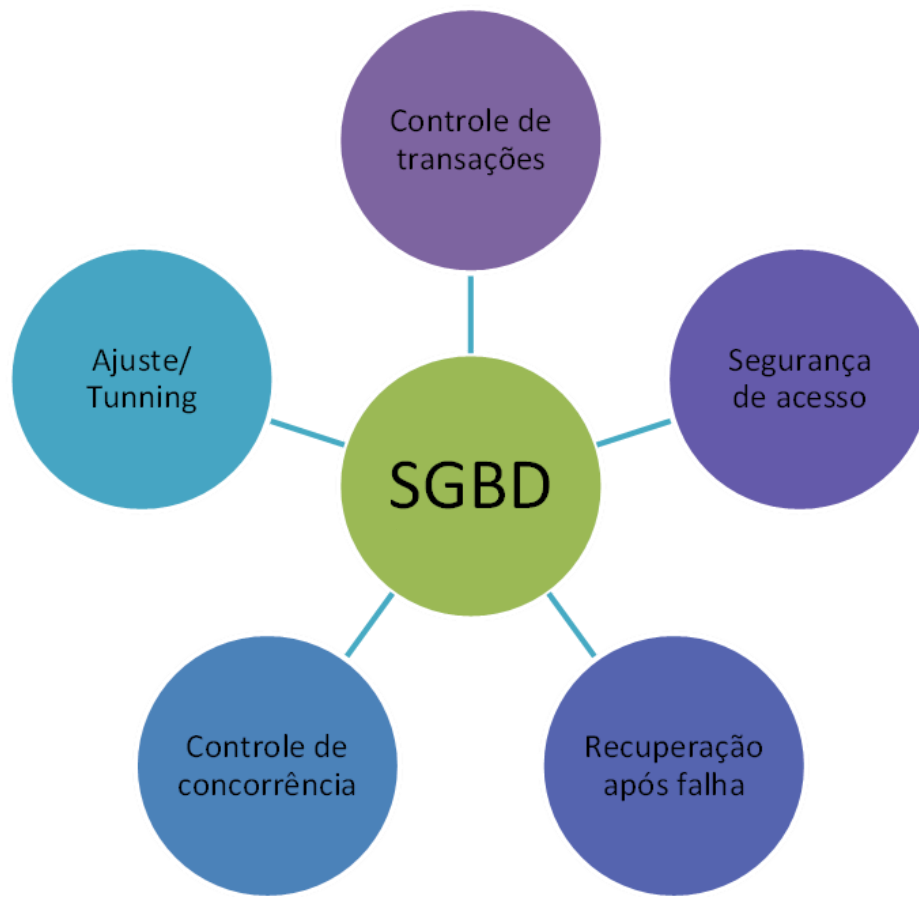 Controle de
transações
Ajuste/
Tunning
Segurança
de acesso
SGBD
Controle de
concorrência
Recuperação
após falha